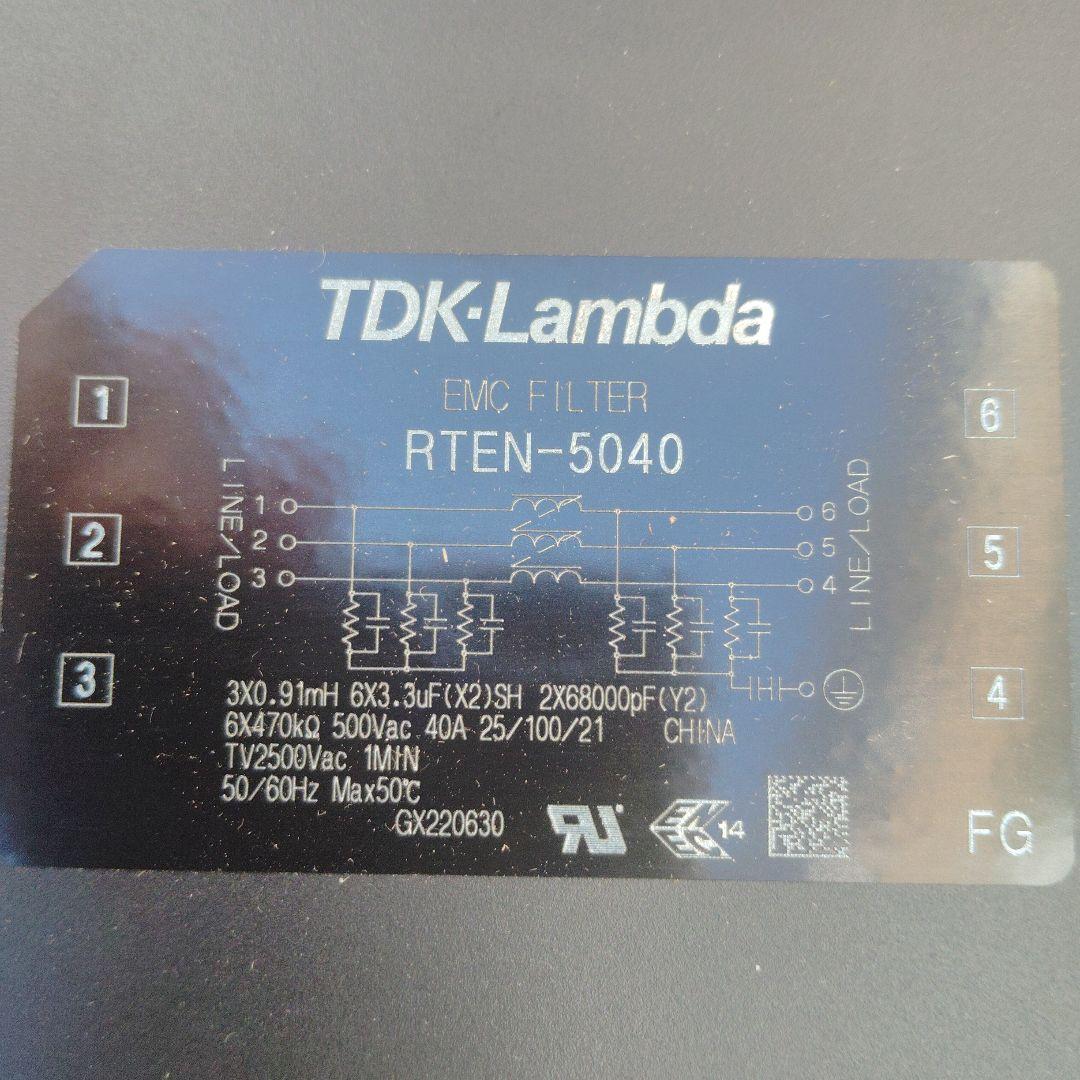 TDK-Lambda
EMC FILTER
RTEN-5040
1
2
3
6
5
4
FG
LINE/LOAD
1
2
3
6
5
4
LINE/LOAD
3X0.91mH 6X3.3uF(X2)SH 2X68000pF(Y2)
6X470kΩ 500Vac 40A 25/100/21 CHINA
TV2500Vac 1MIN
50/60Hz Max50℃
GX220630
RU
14